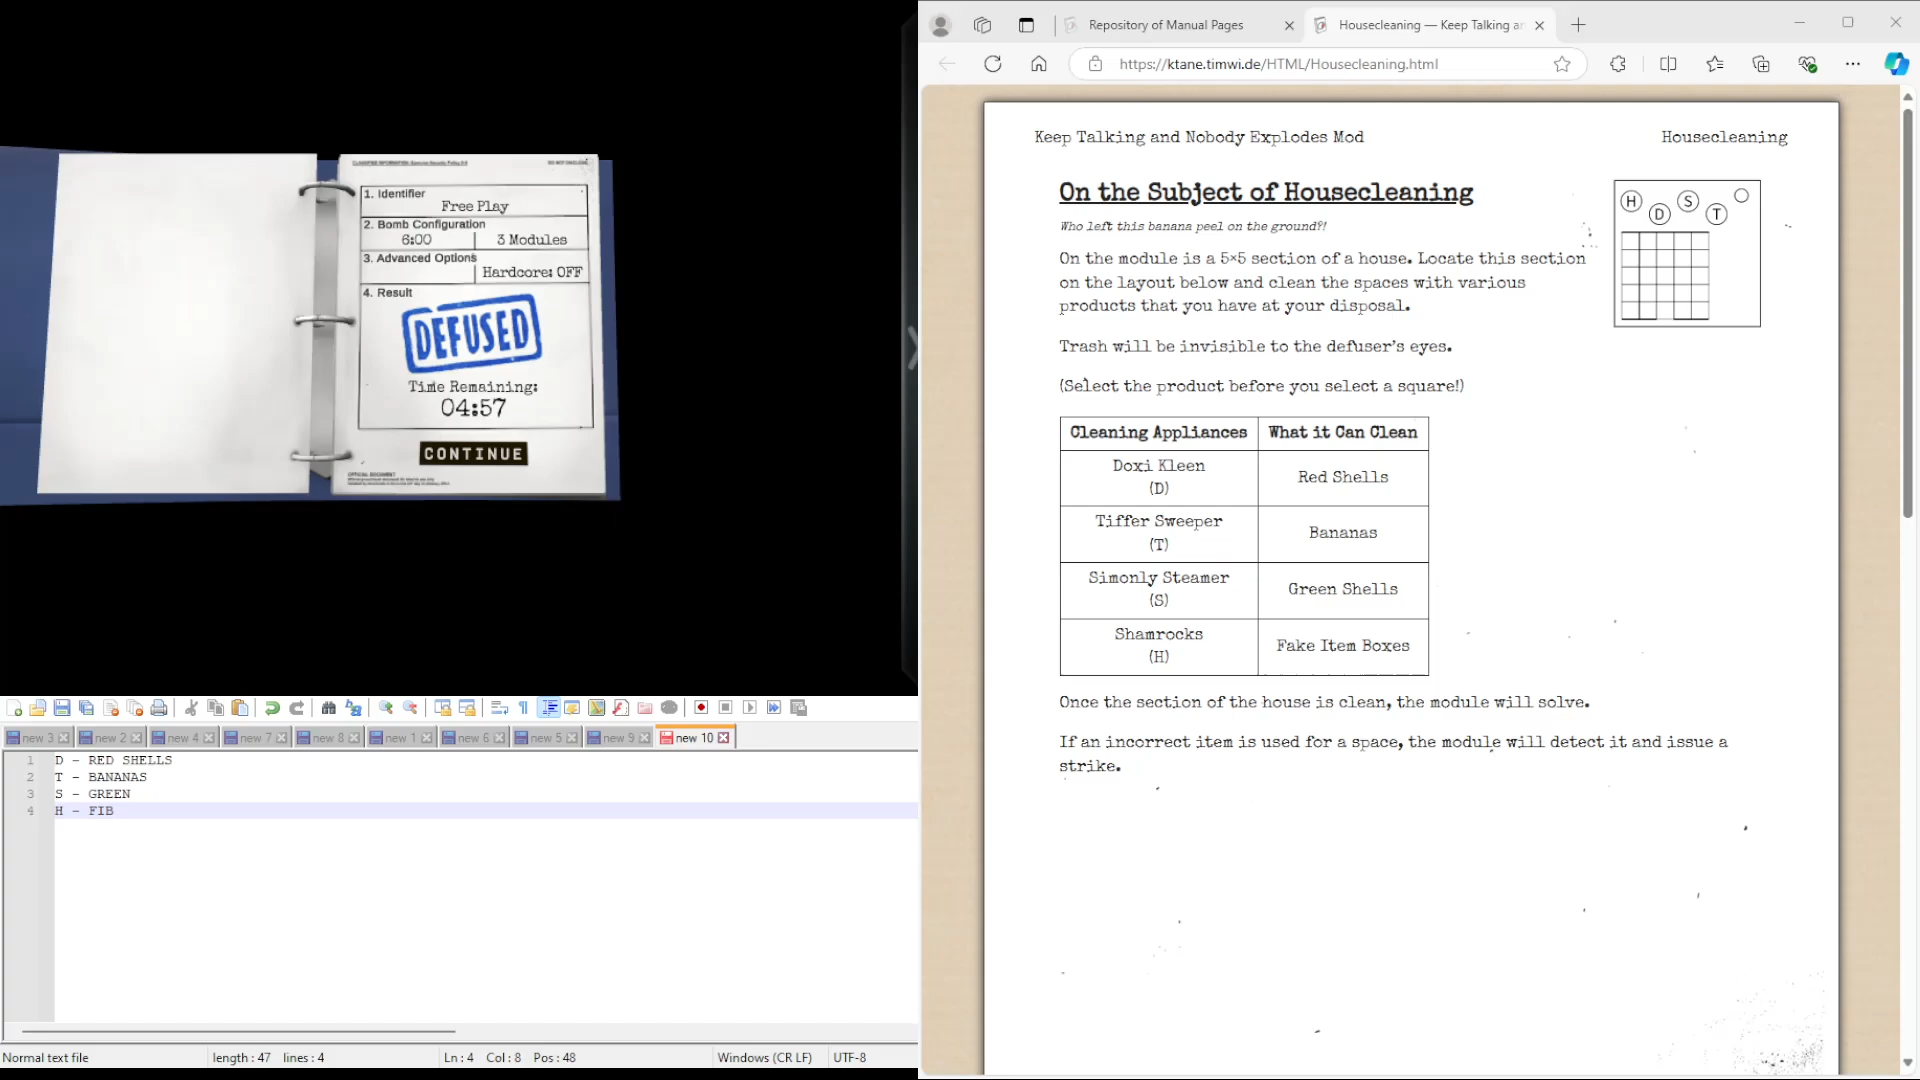 1. Identifier
Free Play
2. Bomb Configuration
6:00
3 Modules
3. Advanced Options
Hardcore: OFF
4. Result
DEFUSED
Time Remaining:
04:57
CONTINUE
new 3
new 2
new 4
new 7
new 8
new 1
new 6
new 5
new 9
new 10
1 D - RED SHELLS
2 T - BANANAS
3 S - GREEN
4 H - FIB
Normal text file
length : 47 lines : 4
Ln : 4 Col : 8 Pos : 48
Windows (CR LF)
UTF-8
Repository of Manual Pages
Housecleaning — Keep Talking an
https://ktane.timwi.de/HTML/Housecleaning.html
Keep Talking and Nobody Explodes Mod
Housecleaning
On the Subject of Housecleaning
Who left this banana peel on the ground?!
H
D
S
T
On the module is a 5×5 section of a house. Locate this section
on the layout below and clean the spaces with various
products that you have at your disposal.
Trash will be invisible to the defuser's eyes.
(Select the product before you select a square!)
Cleaning Appliances
What it Can Clean
Doxi Kleen
(D)
Red Shells
Tiffer Sweeper
(T)
Bananas
Simonly Steamer
(S)
Green Shells
Shamrocks
(H)
Fake Item Boxes
Once the section of the house is clean, the module will solve.
If an incorrect item is used for a space, the module will detect it and issue a
strike.